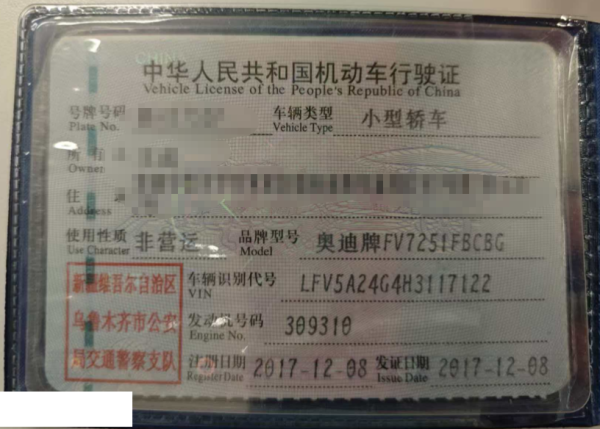 CHINA
中华人民共和国机动车行驶证
Vehicle License of the People's Republic of China
号牌号码 车辆类型 小型轿车
Plate No. Vehicle Type
所有
Owner
住
Address
使用性质 非营运 品牌型号 奥迪牌FV7251FBCBG
Use Character Model
新疆维吾尔自治区 车辆识别代号 LFV5A24G4H3117122
VIN
乌鲁木齐市公安 发动机号码 309310
Engine No.
局交通警察支队 注册日期 2017-12-08 发证日期 2017-12-08
Register Date Issue Date